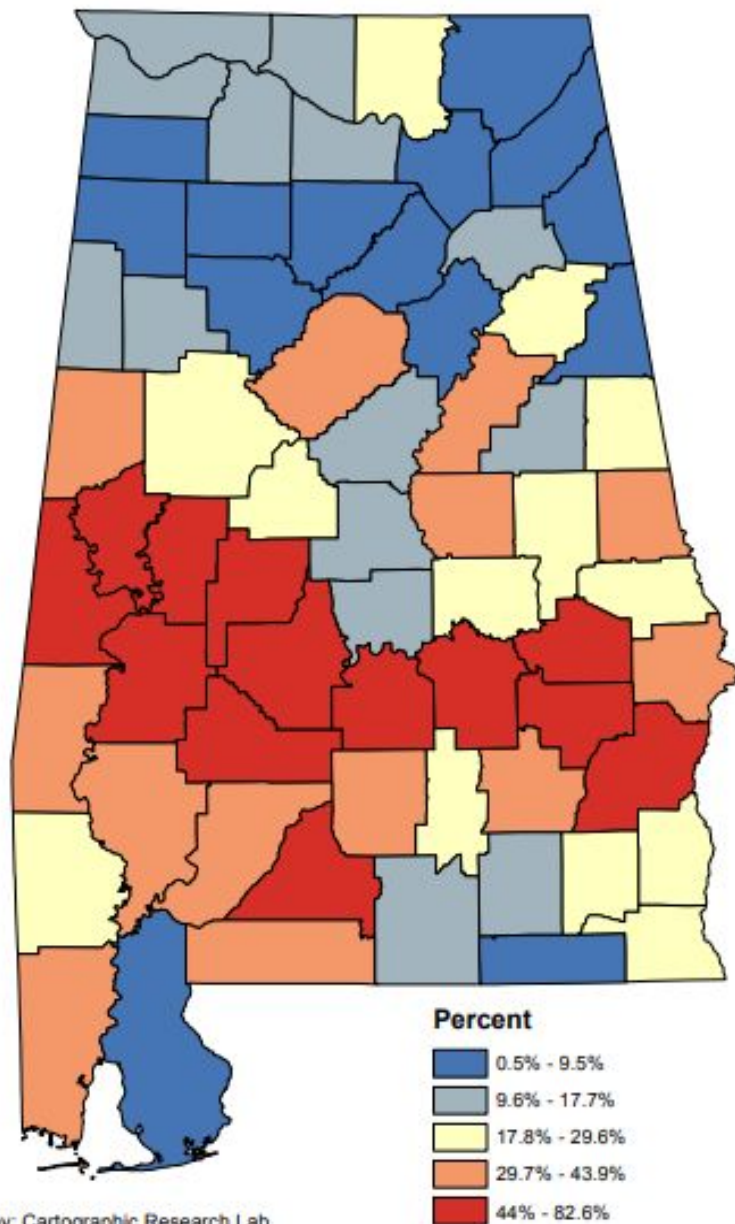 Percent
0.5% - 9.5%
9.6% - 17.7%
17.8% - 29.6%
29.7% - 43.9%
44% - 82.6%
Cartographic Research Lab